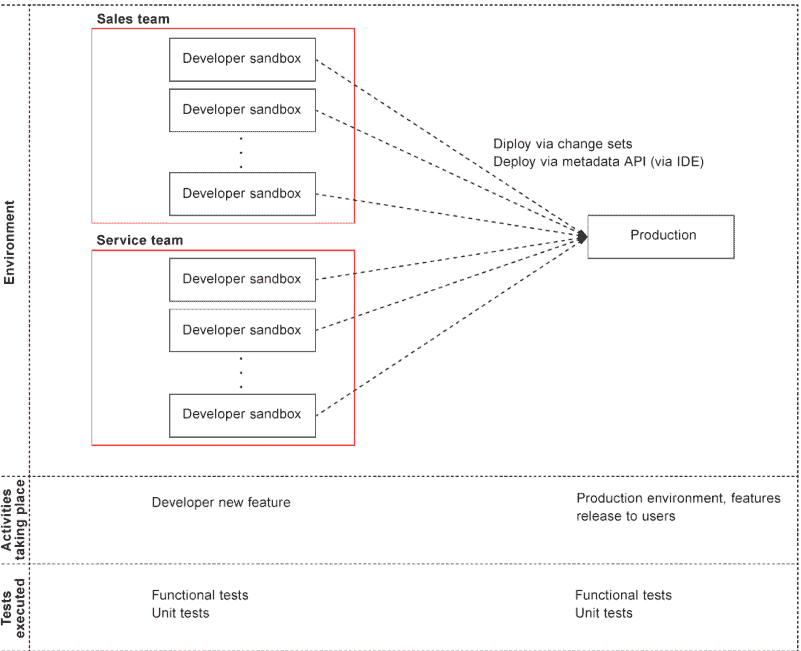 Sales team
Developer sandbox
Developer sandbox
Developer sandbox
Diploy via change sets
Deploy via metadata API (via IDE)
Production
Environment
Service team
Developer sandbox
Developer sandbox
Developer sandbox
Activities
taking place
Developer new feature
Production environment, features
release to users
Tests
executed
Functional tests
Unit tests
Functional tests
Unit tests